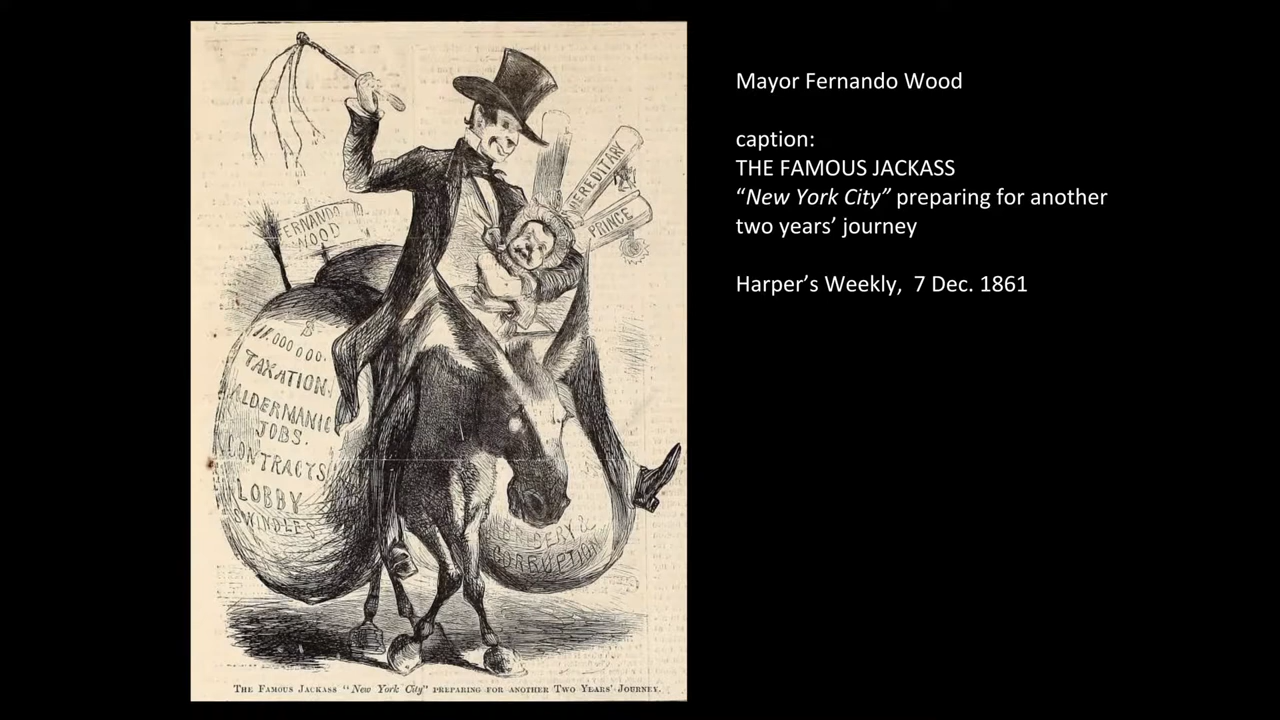 Mayor Fernando Wood
caption:
THE FAMOUS JACKASS
“New York City” preparing for another
two years’ journey
Harper’s Weekly, 7 Dec. 1861
HEREDITARY
PRINCE
FERNANDO
WOOD
$
11.000 000.
TAXATION.
ALDERMANIC
JOBS.
CONTRACTS
LOBBY
SWINDLES
CORRUPTION
The Famous Jackass “New York City” preparing for another Two Years’ Journey.